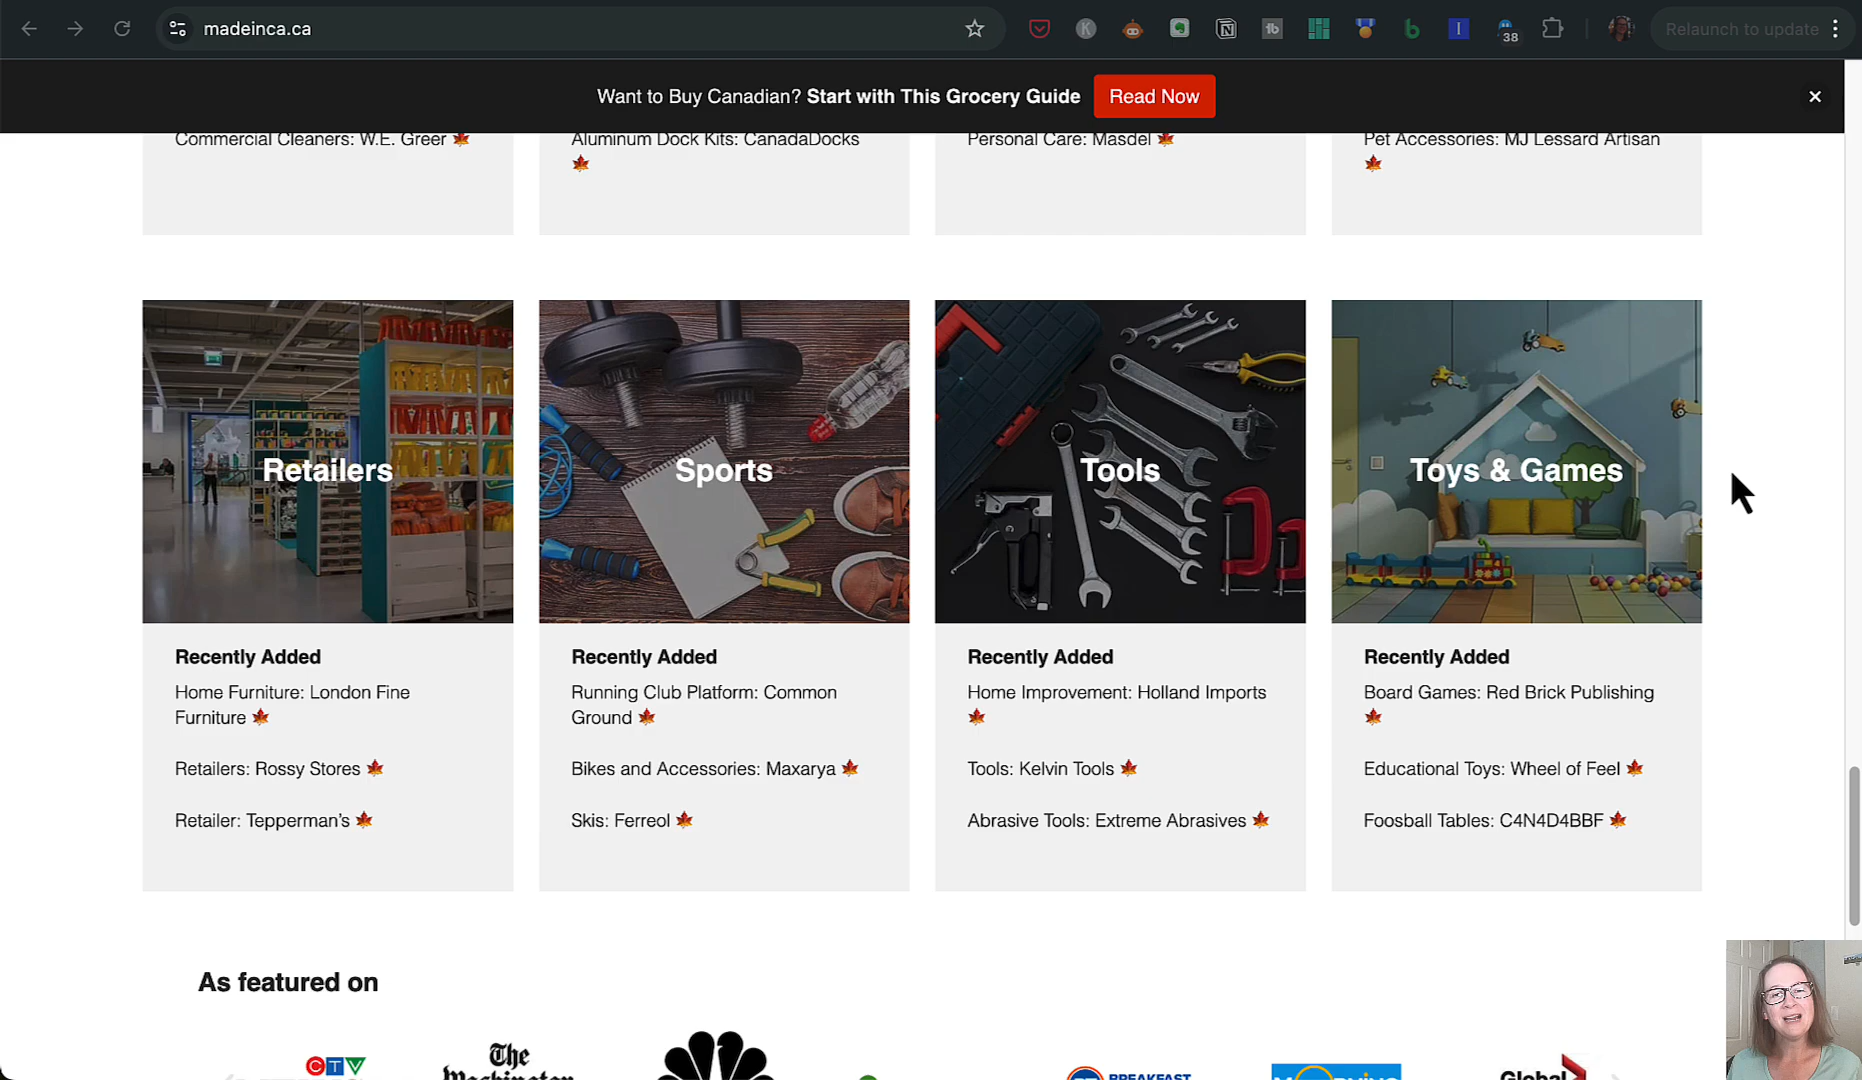 madeinca.ca
38
Relaunch to update
Want to Buy Canadian? Start with This Grocery Guide Read Now
Commercial Cleaners: W.E. Greer
Aluminum Dock Kits: CanadaDocks
Personal Care: Masdel
Pet Accessories: MJ Lessard Artisan
Retailers
Sports
Tools
Toys & Games
Recently Added
Home Furniture: London Fine
Furniture
Retailers: Rossy Stores
Retailer: Tepperman's
Recently Added
Running Club Platform: Common
Ground
Bikes and Accessories: Maxarya
Skis: Ferreol
Recently Added
Home Improvement: Holland Imports
Tools: Kelvin Tools
Abrasive Tools: Extreme Abrasives
Recently Added
Board Games: Red Brick Publishing
Educational Toys: Wheel of Feel
Foosball Tables: C4N4D4BBF
As featured on
CTV
The
Washington
BREAKFAST
MORNING
Global